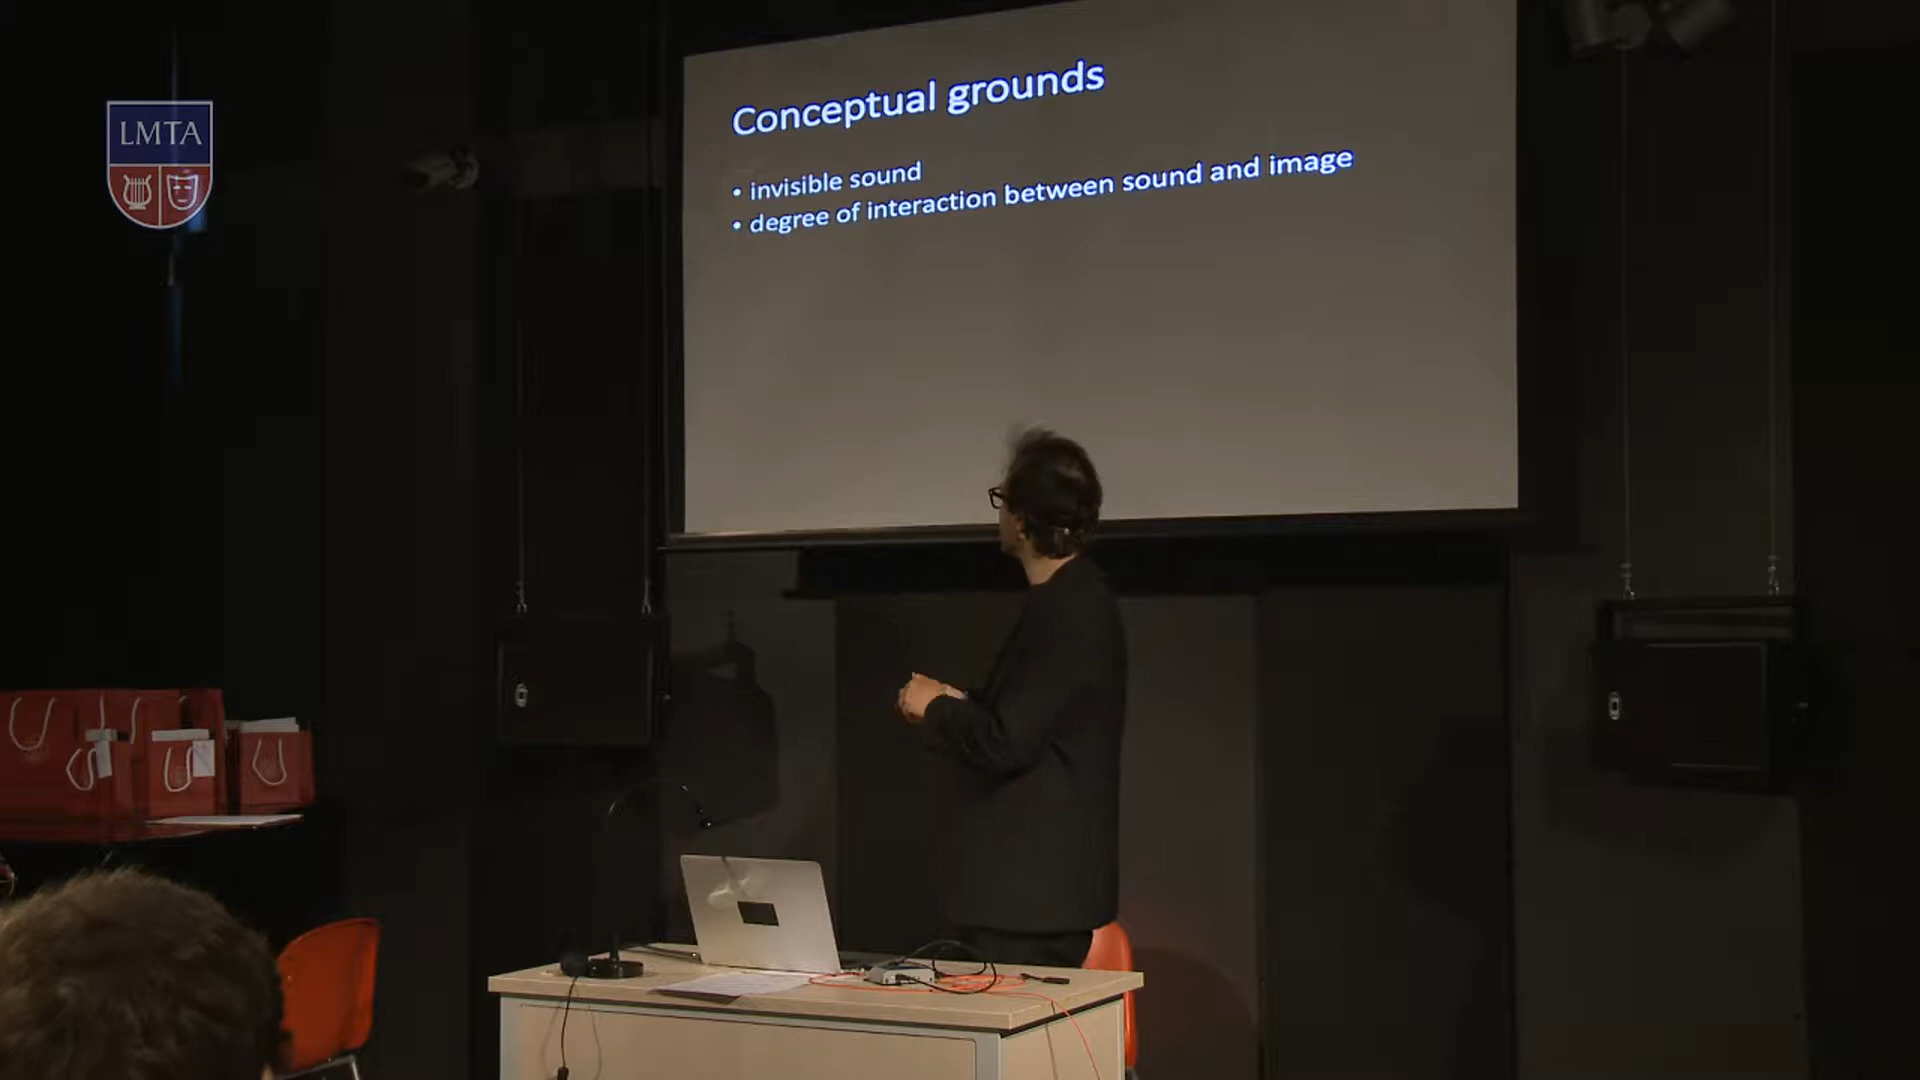 LMTA
Conceptual grounds
• invisible sound
• degree of interaction between sound and image